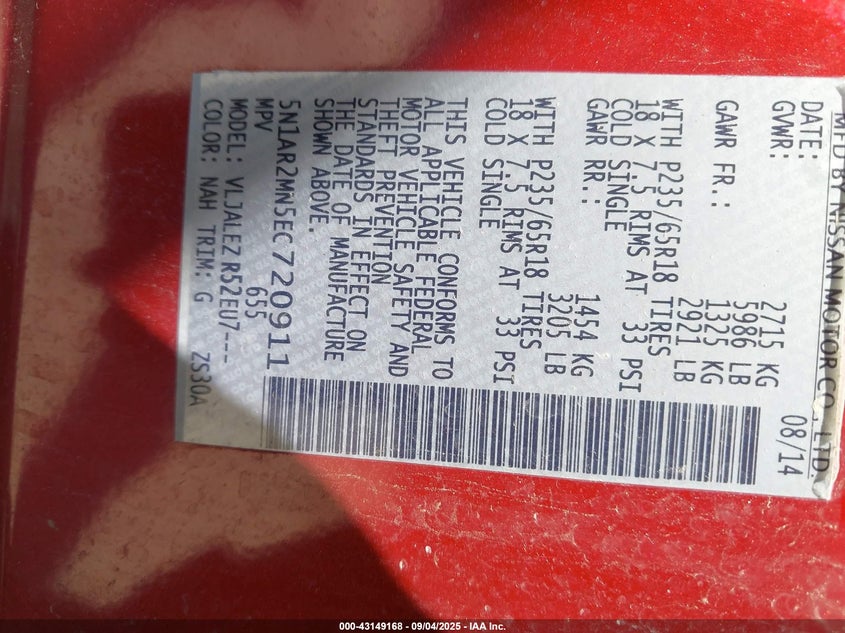 MFD BY NISSAN MOTOR CO., LTD.
DATE: 08/14
GVWR: 2715 KG
5986 LB
GAWR FR.: 1325 KG
2921 LB
WITH P235/65R18 TIRES
18 X 7.5 RIMS AT 33 PSI
COLD SINGLE
GAWR RR.: 1454 KG
3205 LB
WITH P235/65R18 TIRES
18 X 7.5 RIMS AT 33 PSI
COLD SINGLE
THIS VEHICLE CONFORMS TO
ALL APPLICABLE FEDERAL
MOTOR VEHICLE SAFETY AND
THEFT PREVENTION
STANDARDS IN EFFECT ON
THE DATE OF MANUFACTURE
SHOWN ABOVE.
5N1AR2MN5EC720911
MPV 655
MODEL: VLJALEZ R52EU7---
COLOR: NAH TRIM: G ZS30A
000-43149168 - 09/04/2025 - IAA Inc.